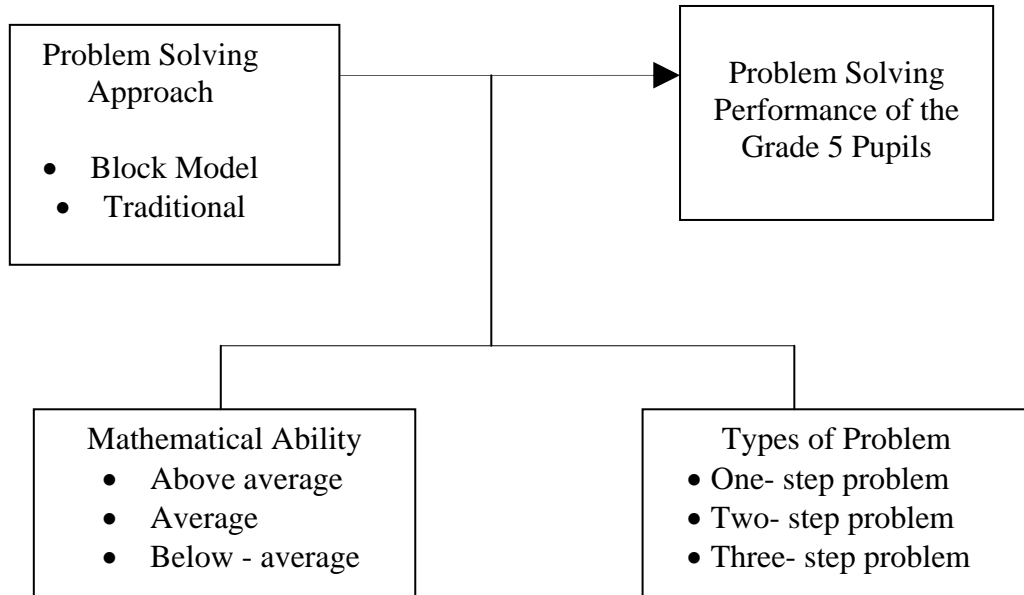 Problem Solving
Approach
• Block Model
• Traditional
Problem Solving
Performance of the
Grade 5 Pupils
Mathematical Ability
• Above average
• Average
• Below - average
Types of Problem
• One- step problem
• Two- step problem
• Three- step problem